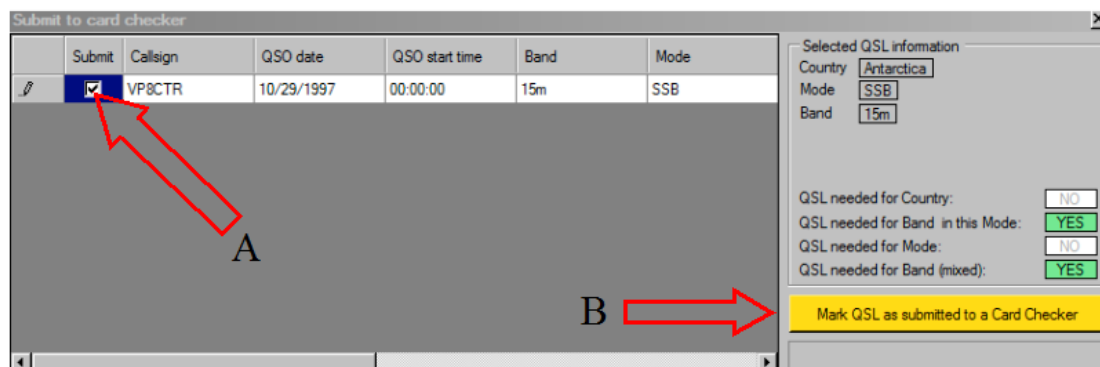 Submit to card checker
Submit Callsign QSO date QSO start time Band Mode
VP8CTR 10/29/1997 00:00:00 15m SSB
A
B
Selected QSL information
Country Antarctica
Mode SSB
Band 15m
QSL needed for Country: NO
QSL needed for Band in this Mode: YES
QSL needed for Mode: NO
QSL needed for Band (mixed): YES
Mark QSL as submitted to a Card Checker